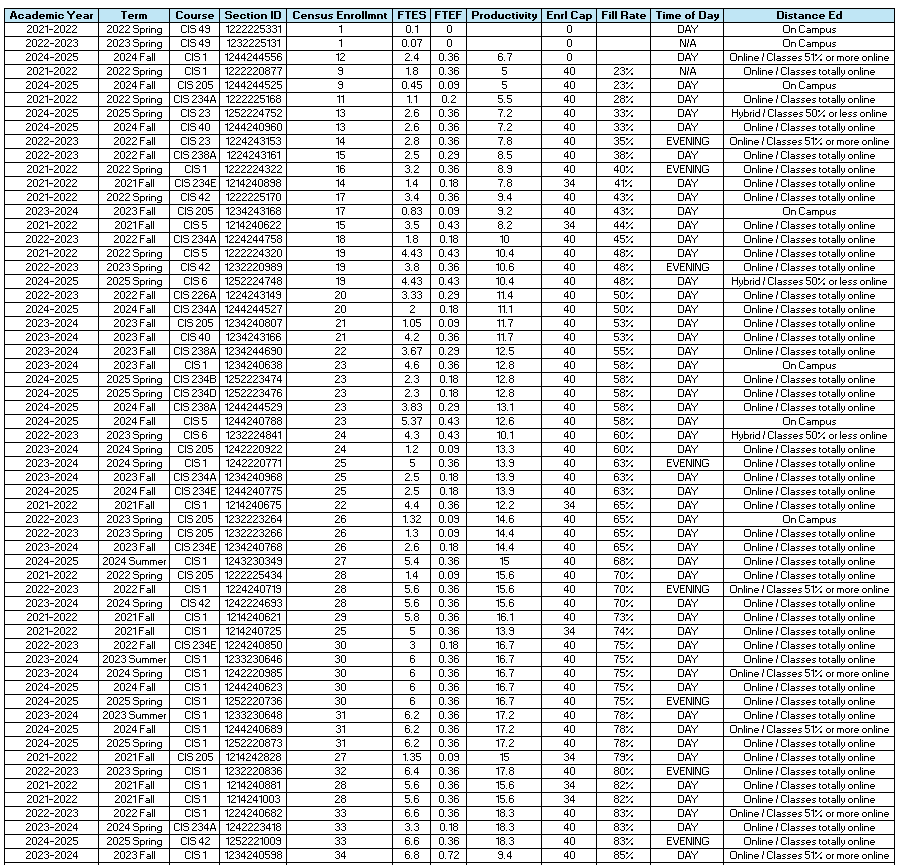 Academic Year Term Course Section ID Census Enrollmnt FTES FTEF Productivity Enrl Cap Fill Rate Time of Day Distance Ed
2021-2022 2022 Spring CIS 49 1222225331 1 0.1 0 0 DAY On Campus
2022-2023 2023 Spring CIS 49 1232225131 1 0.07 0 0 N/A On Campus
2024-2025 2024 Fall CIS 1 1244244556 12 2.4 0.36 6.7 0 DAY Online / Classes 51% or more online
2021-2022 2022 Spring CIS 1 1222220877 9 1.8 0.36 5 40 23% N/A Online / Classes totally online
2024-2025 2024 Fall CIS 205 1244244525 9 0.45 0.09 5 40 23% DAY On Campus
2021-2022 2022 Spring CIS 234A 1222225168 11 1.1 0.2 5.5 40 28% DAY Online / Classes totally online
2024-2025 2025 Spring CIS 23 1252224752 13 2.6 0.36 7.2 40 33% DAY Hybrid / Classes 50% or less online
2024-2025 2024 Fall CIS 40 1244240960 13 2.6 0.36 7.2 40 33% DAY Online / Classes totally online
2022-2023 2022 Fall CIS 23 1224243153 14 2.8 0.36 7.8 40 35% EVENING Online / Classes 51% or more online
2022-2023 2022 Fall CIS 238A 1224243161 15 2.5 0.29 8.5 40 38% DAY Online / Classes totally online
2021-2022 2022 Spring CIS 1 1222224322 16 3.2 0.36 8.9 40 40% EVENING Online / Classes totally online
2021-2022 2021 Fall CIS 234E 1214240898 14 1.4 0.18 7.8 34 41% DAY Online / Classes totally online
2021-2022 2022 Spring CIS 42 1222225170 17 3.4 0.36 9.4 40 43% DAY Online / Classes totally online
2023-2024 2023 Fall CIS 205 1234243168 17 0.83 0.09 9.2 40 43% DAY On Campus
2021-2022 2021 Fall CIS 5 1214240622 15 3.5 0.43 8.2 34 44% DAY Online / Classes totally online
2022-2023 2022 Fall CIS 234A 1224244758 18 1.8 0.18 10 40 45% DAY Online / Classes totally online
2021-2022 2022 Spring CIS 5 1222224320 19 4.43 0.43 10.4 40 48% DAY Online / Classes totally online
2022-2023 2023 Spring CIS 42 1232220989 19 3.8 0.36 10.6 40 48% EVENING Online / Classes totally online
2024-2025 2025 Spring CIS 6 1252224748 19 4.43 0.43 10.4 40 48% DAY Hybrid / Classes 50% or less online
2022-2023 2022 Fall CIS 226A 1224243149 20 3.33 0.29 11.4 40 50% DAY Online / Classes totally online
2024-2025 2024 Fall CIS 234A 1244244527 20 2 0.18 11.1 40 50% DAY Online / Classes totally online
2023-2024 2023 Fall CIS 205 1234240807 21 1.05 0.09 11.7 40 53% DAY Online / Classes totally online
2023-2024 2023 Fall CIS 40 1234243166 21 4.2 0.36 11.7 40 53% DAY Online / Classes totally online
2023-2024 2023 Fall CIS 238A 1234244690 22 3.67 0.29 12.5 40 55% DAY Online / Classes totally online
2023-2024 2023 Fall CIS 1 1234240638 23 4.6 0.36 12.8 40 58% DAY On Campus
2024-2025 2025 Spring CIS 234B 1252223474 23 2.3 0.18 12.8 40 58% DAY Online / Classes totally online
2024-2025 2025 Spring CIS 234D 1252223476 23 2.3 0.18 12.8 40 58% DAY Online / Classes totally online
2024-2025 2024 Fall CIS 238A 1244244529 23 3.83 0.29 13.1 40 58% DAY Online / Classes totally online
2024-2025 2024 Fall CIS 5 1244240788 23 5.37 0.43 12.6 40 58% DAY On Campus
2022-2023 2023 Spring CIS 6 1232224841 24 4.3 0.43 10.1 40 60% DAY Hybrid / Classes 50% or less online
2023-2024 2024 Spring CIS 205 1242220922 24 1.2 0.09 13.3 40 60% DAY Online / Classes totally online
2023-2024 2024 Spring CIS 1 1242220771 25 5 0.36 13.9 40 63% EVENING Online / Classes totally online
2023-2024 2023 Fall CIS 234A 1234240968 25 2.5 0.18 13.9 40 63% DAY Online / Classes totally online
2024-2025 2024 Fall CIS 234E 1244240775 25 2.5 0.18 13.9 40 63% DAY Online / Classes totally online
2021-2022 2021 Fall CIS 1 1214240675 22 4.4 0.36 12.2 34 65% DAY Online / Classes totally online
2022-2023 2023 Spring CIS 205 1232223264 26 1.32 0.09 14.6 40 65% DAY On Campus
2022-2023 2023 Spring CIS 205 1232223266 26 1.3 0.09 14.4 40 65% DAY Online / Classes totally online
2023-2024 2023 Fall CIS 234E 1234240768 26 2.6 0.18 14.4 40 65% DAY Online / Classes totally online
2024-2025 2024 Summer CIS 1 1243230349 27 5.4 0.36 15 40 68% DAY Online / Classes totally online
2021-2022 2022 Spring CIS 205 1222225434 28 1.4 0.09 15.6 40 70% DAY Online / Classes totally online
2022-2023 2022 Fall CIS 1 1224240719 28 5.6 0.36 15.6 40 70% EVENING Online / Classes 51% or more online
2023-2024 2024 Spring CIS 42 1242224693 28 5.6 0.36 15.6 40 70% DAY Online / Classes totally online
2021-2022 2021 Fall CIS 1 1214240621 29 5.8 0.36 16.1 40 73% DAY Online / Classes totally online
2021-2022 2021 Fall CIS 1 1214240725 25 5 0.36 13.9 34 74% DAY Online / Classes totally online
2022-2023 2022 Fall CIS 234E 1224240850 30 3 0.18 16.7 40 75% DAY Online / Classes totally online
2023-2024 2023 Summer CIS 1 1233230646 30 6 0.36 16.7 40 75% DAY Online / Classes totally online
2023-2024 2024 Spring CIS 1 1242220985 30 6 0.36 16.7 40 75% DAY Online / Classes 51% or more online
2024-2025 2024 Fall CIS 1 1244240623 30 6 0.36 16.7 40 75% DAY Online / Classes totally online
2024-2025 2025 Spring CIS 1 1252220736 30 6 0.36 16.7 40 75% EVENING Online / Classes totally online
2023-2024 2023 Summer CIS 1 1233230648 31 6.2 0.36 17.2 40 78% DAY Online / Classes totally online
2024-2025 2024 Fall CIS 1 1244240689 31 6.2 0.36 17.2 40 78% DAY Online / Classes 51% or more online
2024-2025 2025 Spring CIS 1 1252220873 31 6.2 0.36 17.2 40 78% DAY Online / Classes totally online
2021-2022 2021 Fall CIS 205 1214242828 27 1.35 0.09 15 34 79% DAY Online / Classes totally online
2022-2023 2023 Spring CIS 1 1232220836 32 6.4 0.36 17.8 40 80% EVENING Online / Classes totally online
2021-2022 2021 Fall CIS 1 1214240881 28 5.6 0.36 15.6 34 82% DAY Online / Classes totally online
2021-2022 2021 Fall CIS 1 1214241003 28 5.6 0.36 15.6 34 82% DAY Online / Classes totally online
2022-2023 2022 Fall CIS 1 1224240682 33 6.6 0.36 18.3 40 83% DAY Online / Classes 51% or more online
2023-2024 2024 Spring CIS 234A 1242223418 33 3.3 0.18 18.3 40 83% DAY Online / Classes totally online
2024-2025 2025 Spring CIS 42 1252221009 33 6.6 0.36 18.3 40 83% EVENING Online / Classes totally online
2023-2024 2023 Fall CIS 1 1234240598 34 6.8 0.72 9.4 40 85% DAY Online / Classes 51% or more online